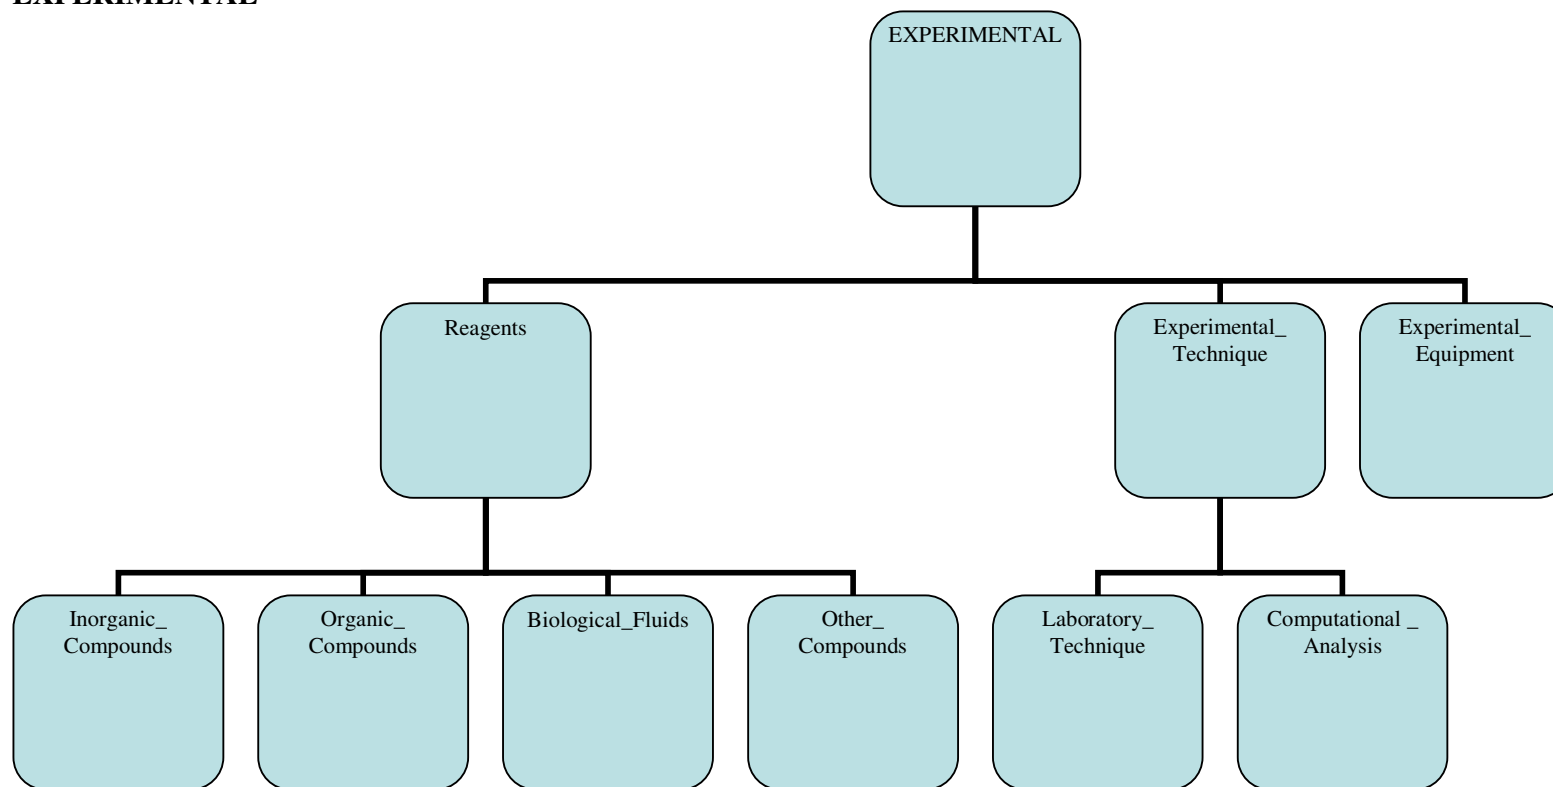 EXPERIMENTAL
EXPERIMENTAL
Reagents
Experimental_
Technique
Experimental_
Equipment
Inorganic_
Compounds
Organic_
Compounds
Biological_Fluids
Other_
Compounds
Laboratory_
Technique
Computational _
Analysis